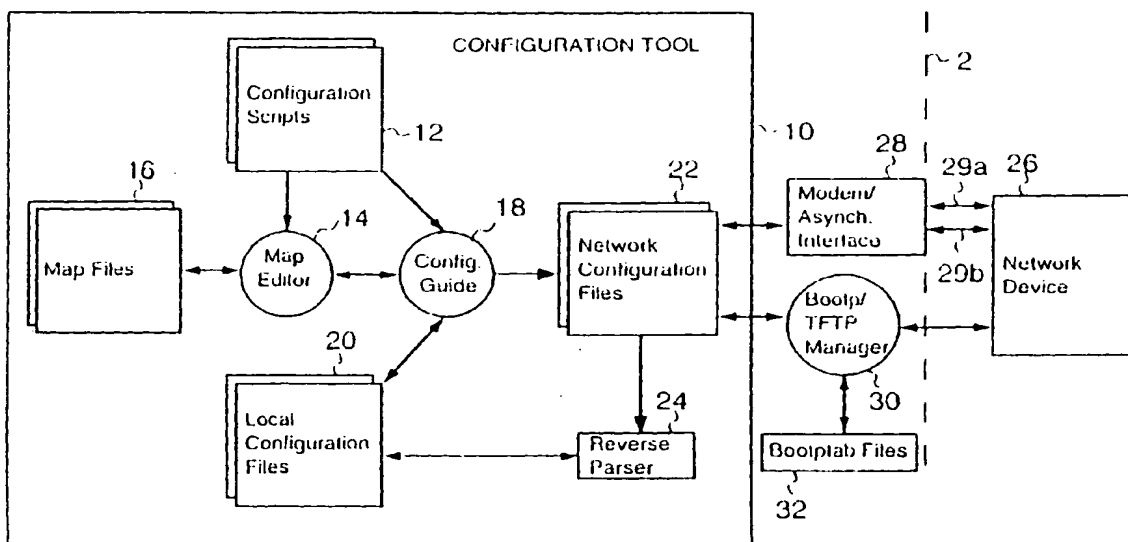 CONFIGURATION TOOL
2
Configuration
Scripts
12
10
16
Map Files
14
Map
Editor
18
Config.
Guide
22
Network
Configuration
Files
28
Modem/
Asynch.
Interface
29a
29b
26
Network
Device
Bootp/
TFTP
Manager
30
20
Local
Configuration
Files
24
Reverse
Parser
Bootptab Files
32